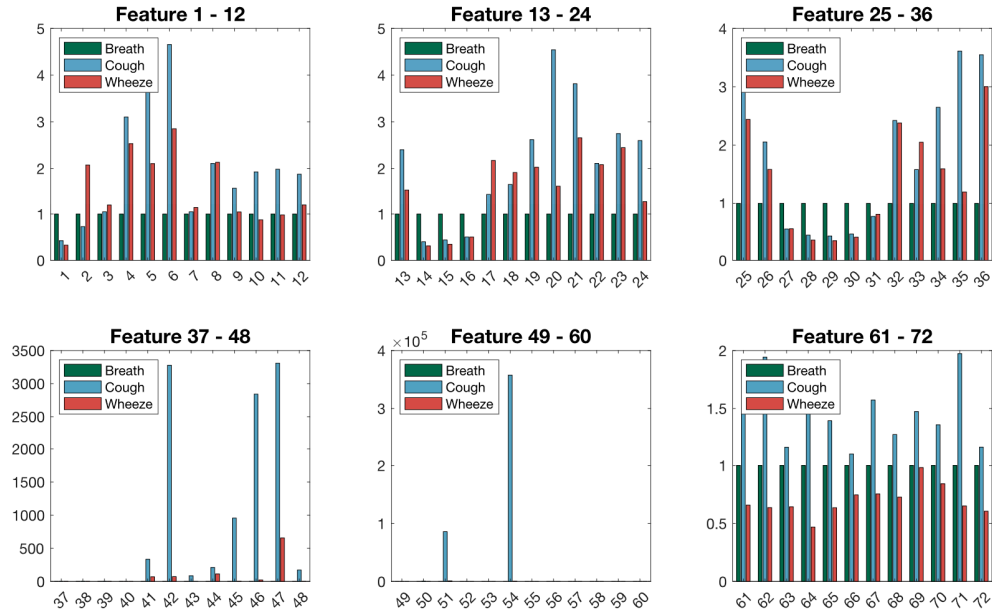 Feature 1 - 12
5
4
3
2
1
0
Breath
Cough
Wheeze
1 2 3 4 5 6 7 8 9 10 11 12
Feature 13 - 24
5
4
3
2
1
0
Breath
Cough
Wheeze
13 14 15 16 17 18 19 20 21 22 23 24
Feature 25 - 36
4
3
2
1
0
Breath
Cough
Wheeze
25 26 27 28 29 30 31 32 33 34 35 36
Feature 37 - 48
3500
3000
2500
2000
1500
1000
500
0
Breath
Cough
Wheeze
37 38 39 40 41 42 43 44 45 46 47 48
Feature 49 - 60
× 10^5
4
3
2
1
0
Breath
Cough
Wheeze
49 50 51 52 53 54 55 56 57 58 59 60
Feature 61 - 72
2
1.5
1
0.5
0
Breath
Cough
Wheeze
61 62 63 64 65 66 67 68 69 70 71 72